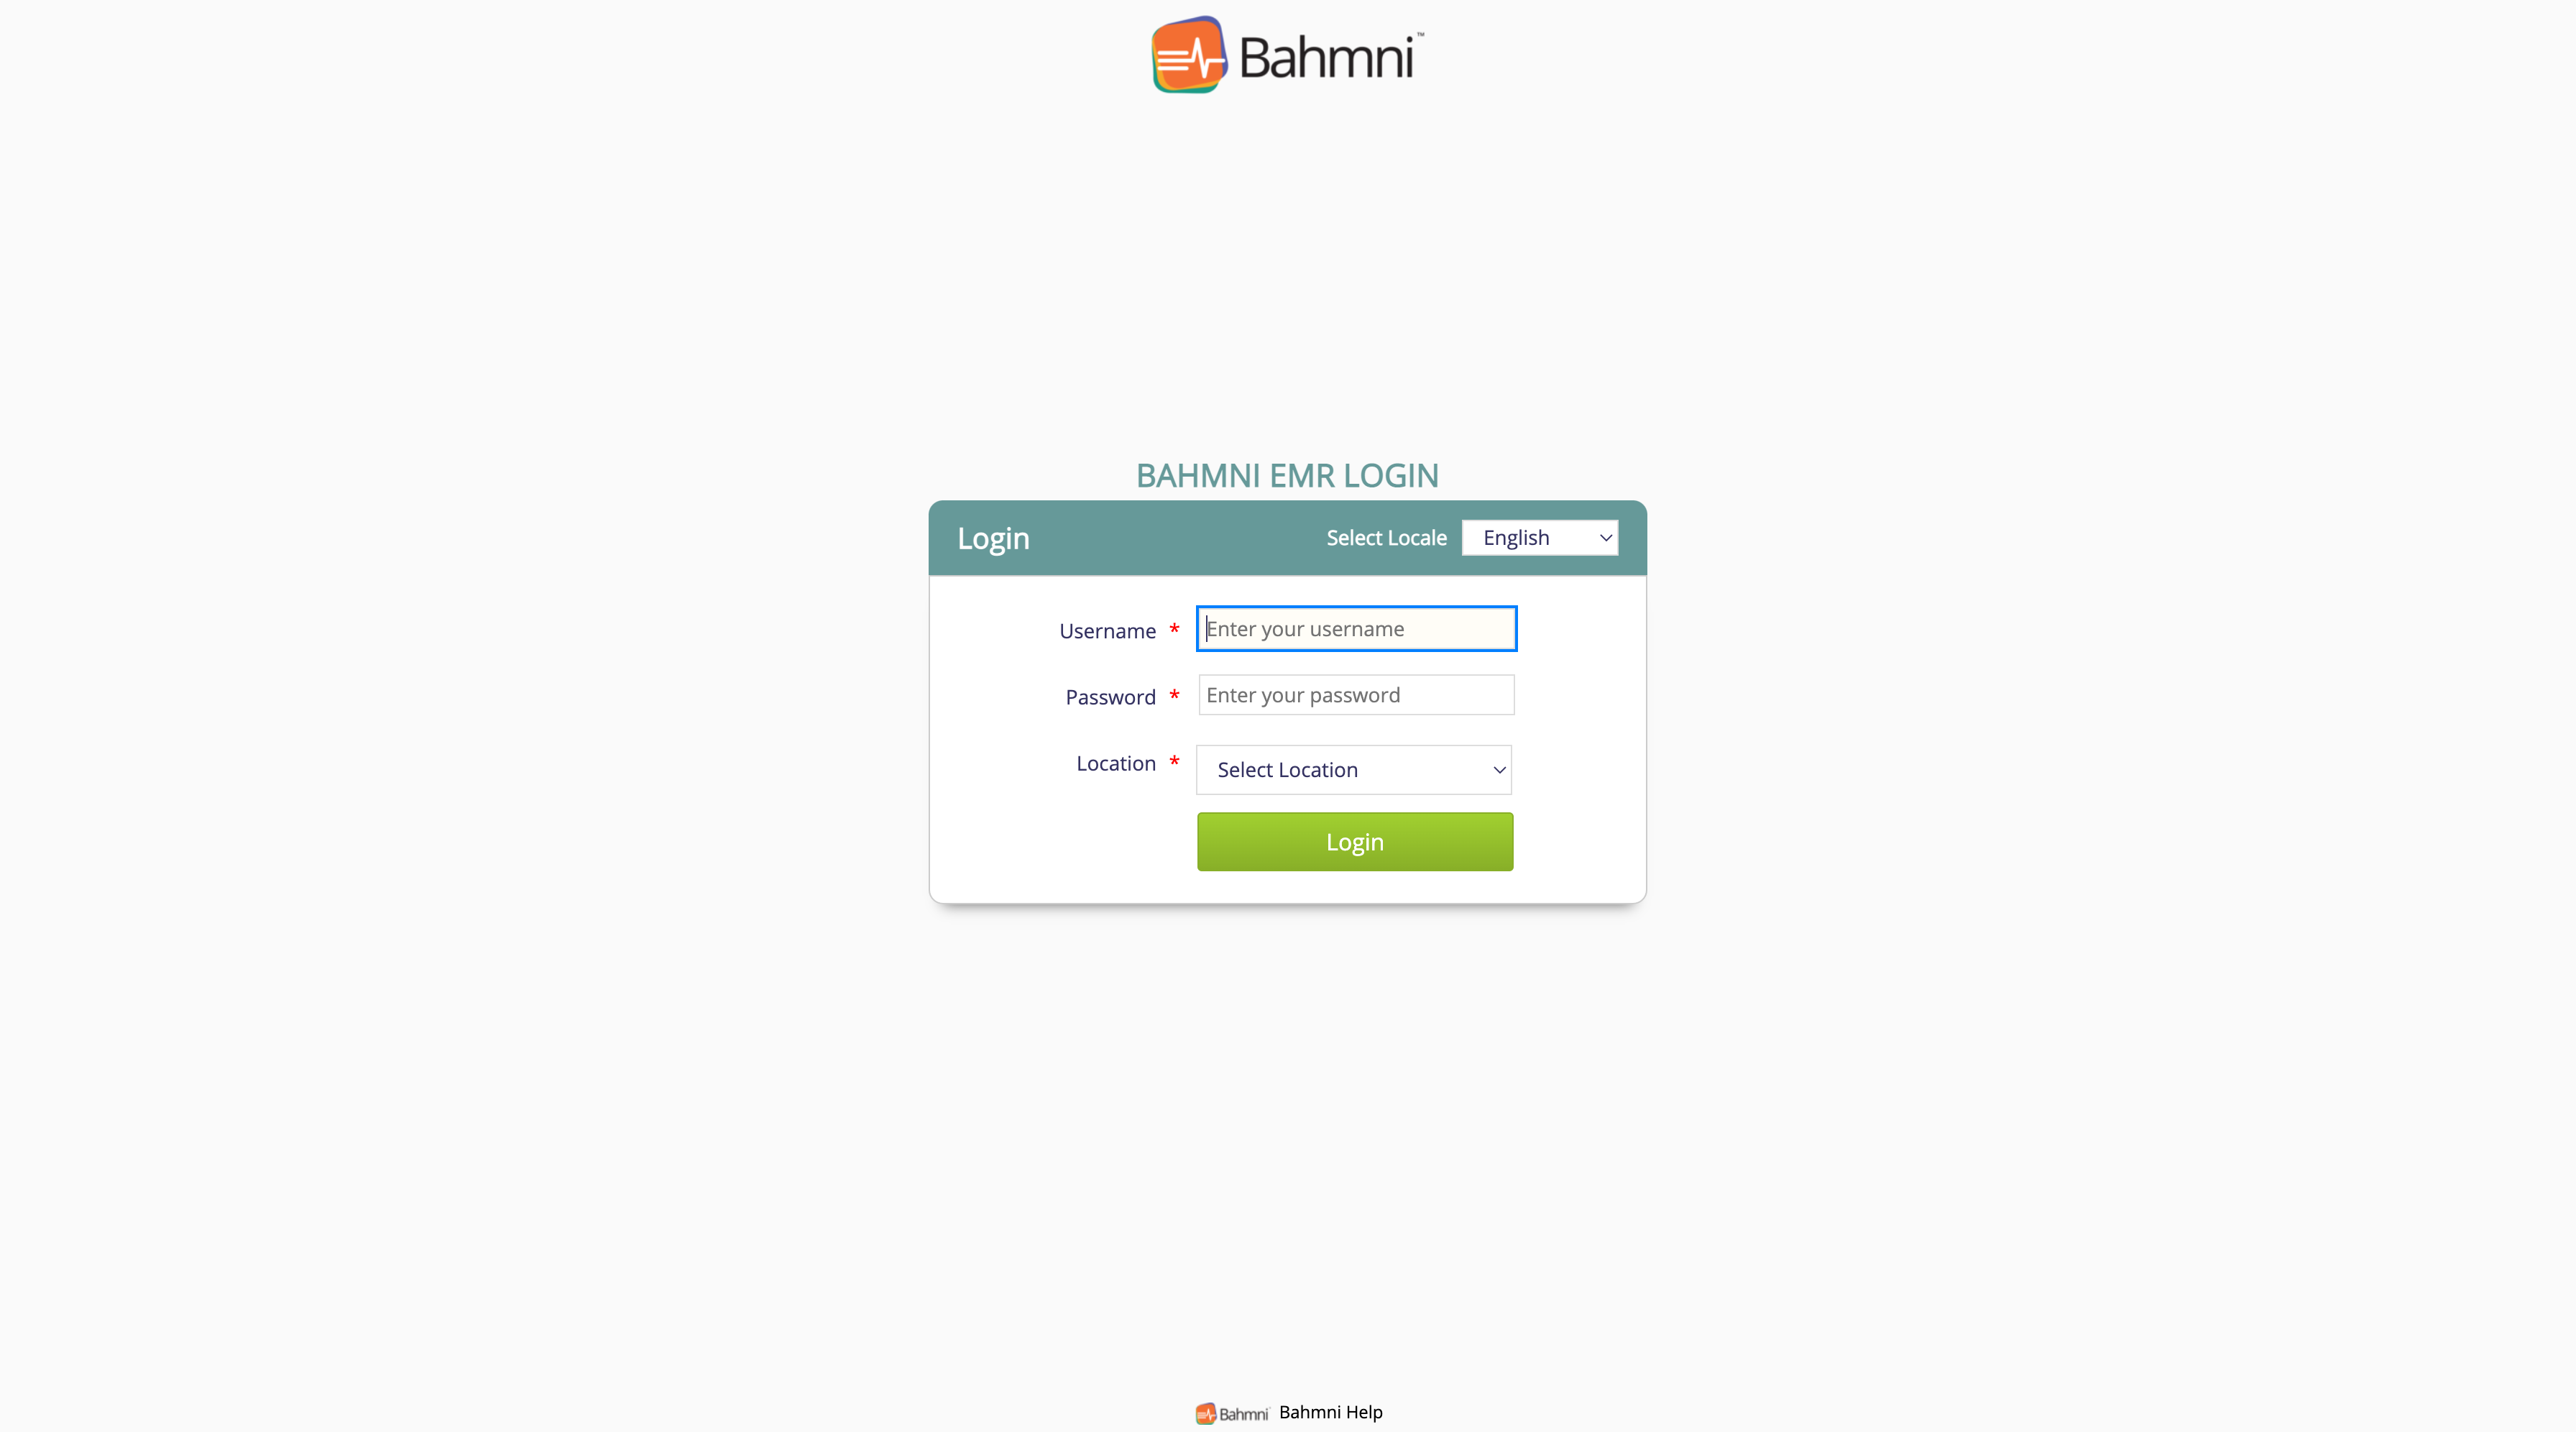 Bahmni™
BAHMNI EMR LOGIN
Login
Select Locale English
Username * Enter your username
Password * Enter your password
Location * Select Location
Login
Bahmni Bahmni Help